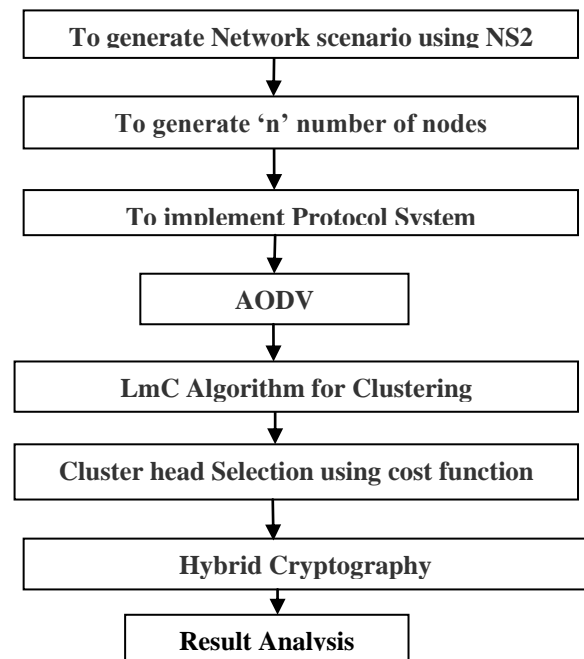 To generate Network scenario using NS2
To generate ‘n’ number of nodes
To implement Protocol System
AODV
LmC Algorithm for Clustering
Cluster head Selection using cost function
Hybrid Cryptography
Result Analysis